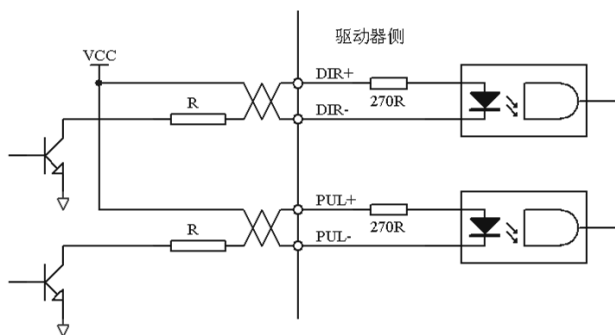 驱动器侧
VCC
DIR+
R
270R
DIR-
PUL+
R
270R
PUL-